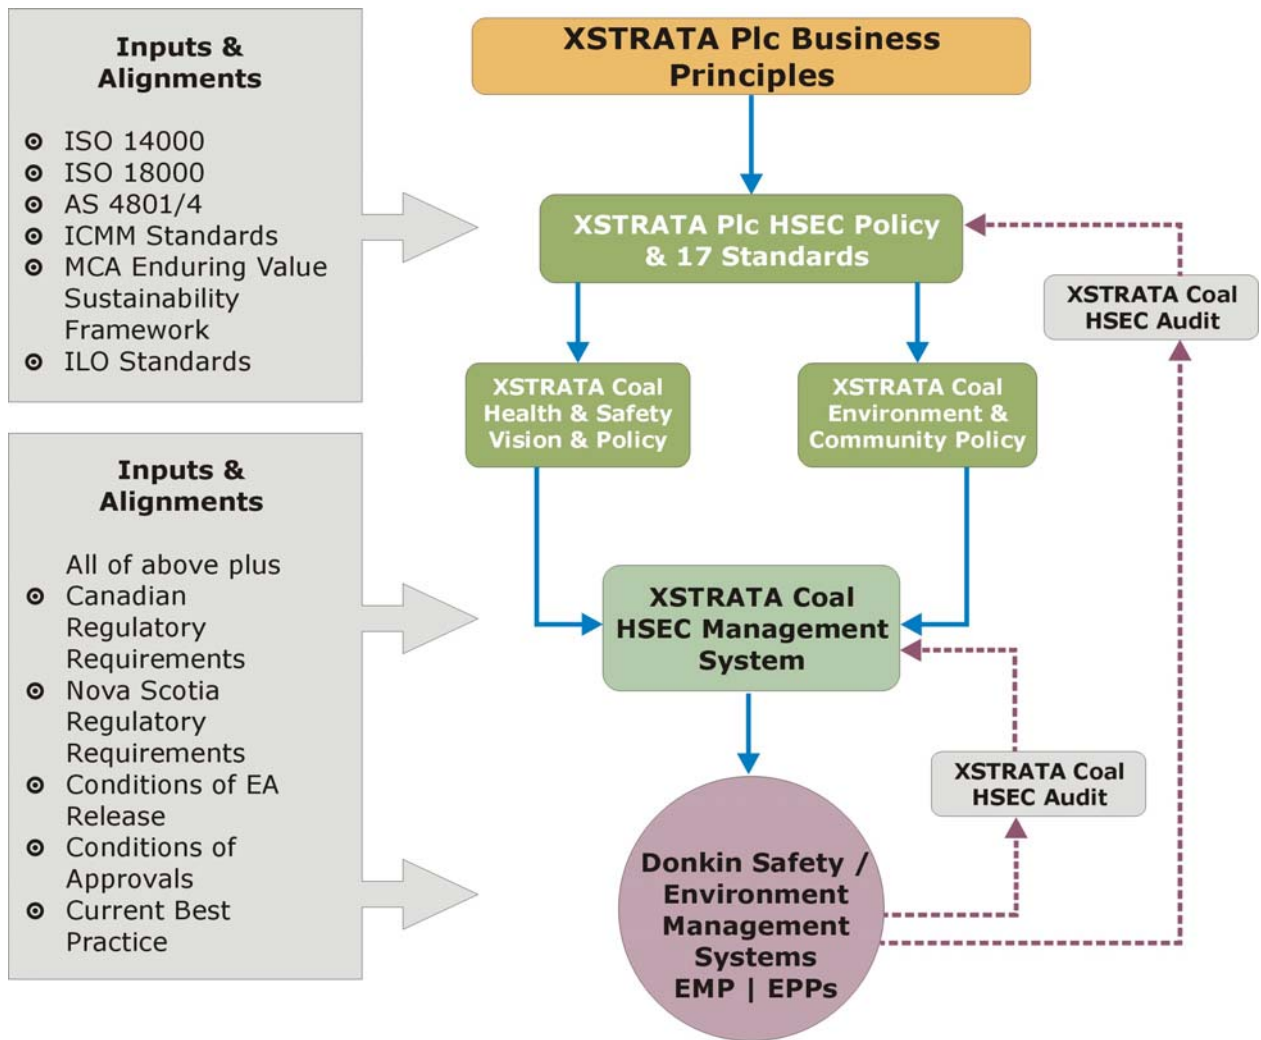 Inputs &
Alignments
ISO 14000
ISO 18000
AS 4801/4
ICMM Standards
MCA Enduring Value
Sustainability
Framework
ILO Standards
Inputs &
Alignments
All of above plus
Canadian
Regulatory
Requirements
Nova Scotia
Regulatory
Requirements
Conditions of EA
Release
Conditions of
Approvals
Current Best
Practice
XSTRATA Plc Business
Principles
XSTRATA Plc HSEC Policy
& 17 Standards
XSTRATA Coal
HSEC Audit
XSTRATA Coal
Health & Safety
Vision & Policy
XSTRATA Coal
Environment &
Community Policy
XSTRATA Coal
HSEC Management
System
XSTRATA Coal
HSEC Audit
Donkin Safety /
Environment
Management
Systems
EMP | EPPs